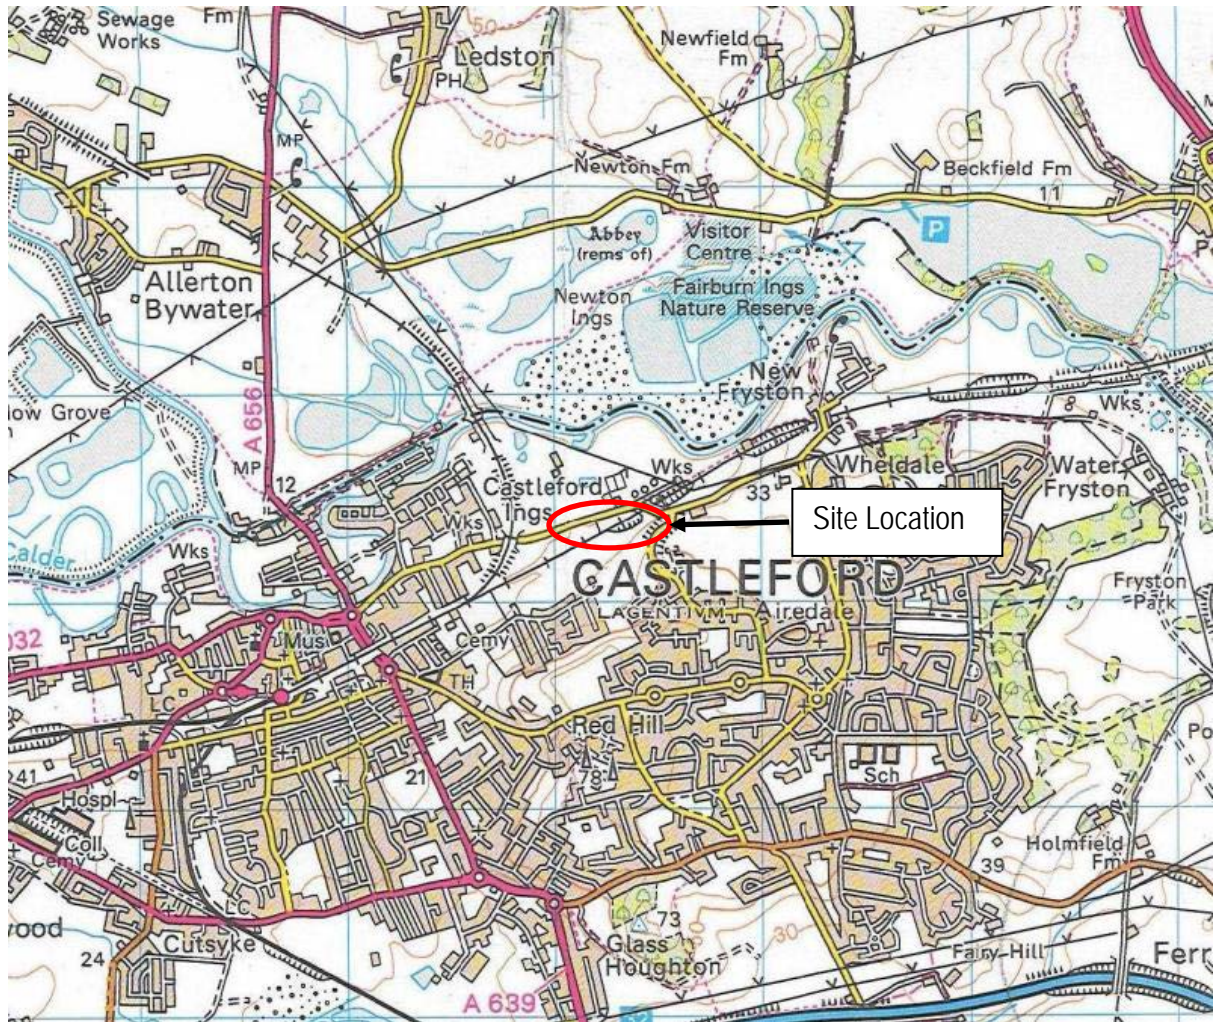 Sewage
Works
Fm
50
Ledston
PH
Newfield
Fm
20
MP
Newton Fm
Beckfield Fm
11
Abbey
(rems of)
Visitor
Centre
P
Allerton
Bywater
Newton
Ings
Fairburn Ings
Nature Reserve
New
Fryston
ow Grove
A 656
Wks
MP
12
Castleford
Ings
Wks
33
Wheldale
Water
Fryston
Site Location
Wks
Wks
alder
CASTLEFORD
LAGENTIVM
Airedale
Fryston
Park
032
Mus
Cemy
TH
LC
Red Hill
78
Po
41
21
Sch
Hospl
Coll
Cemy
Holmfield
Fm
39
LC
ood
Cutsyke
24
73
60
30
Glass
Houghton
Fairy Hill
Ferr
A 639